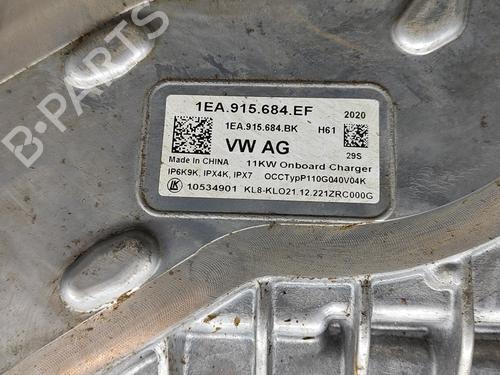 B-PARTS
1EA.915.684.EF 2020
1EA.915.684.BK H61
VW AG 29S
Made In CHINA 11KW Onboard Charger
IP6K9K, IPX4K, IPX7 OCCTypP110G040V04K
LK 10534901 KL8-KLO21.12.221ZRC000G